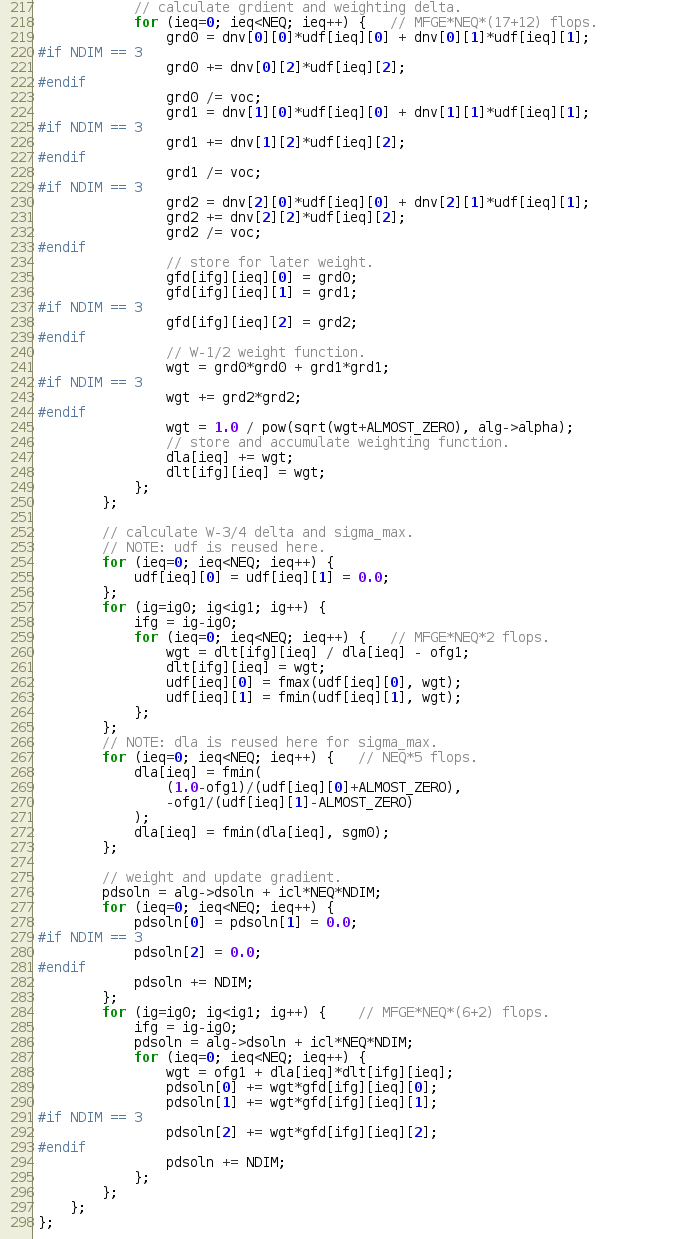 217             // calculate grdient and weighting delta.
218             for (ieq=0; ieq<NEQ; ieq++) {   // MFGE*NEQ*(17+12) flops.
219                 grd0 = dnv[0][0]*udf[ieq][0] + dnv[0][1]*udf[ieq][1];
220 #if NDIM == 3
221                 grd0 += dnv[0][2]*udf[ieq][2];
222 #endif
223                 grd0 /= voc;
224                 grd1 = dnv[1][0]*udf[ieq][0] + dnv[1][1]*udf[ieq][1];
225 #if NDIM == 3
226                 grd1 += dnv[1][2]*udf[ieq][2];
227 #endif
228                 grd1 /= voc;
229 #if NDIM == 3
230                 grd2 = dnv[2][0]*udf[ieq][0] + dnv[2][1]*udf[ieq][1];
231                 grd2 += dnv[2][2]*udf[ieq][2];
232                 grd2 /= voc;
233 #endif
234                 // store for later weight.
235                 gfd[ifg][ieq][0] = grd0;
236                 gfd[ifg][ieq][1] = grd1;
237 #if NDIM == 3
238                 gfd[ifg][ieq][2] = grd2;
239 #endif
240                 // W-1/2 weight function.
241                 wgt = grd0*grd0 + grd1*grd1;
242 #if NDIM == 3
243                 wgt += grd2*grd2;
244 #endif
245                 wgt = 1.0 / pow(sqrt(wgt+ALMOST_ZERO), alg->alpha);
246                 // store and accumulate weighting function.
247                 dla[ieq] += wgt;
248                 dlt[ifg][ieq] = wgt;
249             };
250         };
251
252         // calculate W-3/4 delta and sigma_max.
253         // NOTE: udf is reused here.
254         for (ieq=0; ieq<NEQ; ieq++) {
255             udf[ieq][0] = udf[ieq][1] = 0.0;
256         };
257         for (ig=ig0; ig<ig1; ig++) {
258             ifg = ig-ig0;
259             for (ieq=0; ieq<NEQ; ieq++) {   // MFGE*NEQ*2 flops.
260                 wgt = dlt[ifg][ieq] / dla[ieq] - ofg1;
261                 dlt[ifg][ieq] = wgt;
262                 udf[ieq][0] = fmax(udf[ieq][0], wgt);
263                 udf[ieq][1] = fmin(udf[ieq][1], wgt);
264             };
265         };
266         // NOTE: dla is reused here for sigma_max.
267         for (ieq=0; ieq<NEQ; ieq++) {   // NEQ*5 flops.
268             dla[ieq] = fmin(
269                 (1.0-ofg1)/(udf[ieq][0]+ALMOST_ZERO),
270                 -ofg1/(udf[ieq][1]-ALMOST_ZERO)
271             );
272             dla[ieq] = fmin(dla[ieq], sgm0);
273         };
274
275         // weight and update gradient.
276         pdsoln = alg->dsoln + icl*NEQ*NDIM;
277         for (ieq=0; ieq<NEQ; ieq++) {
278             pdsoln[0] = pdsoln[1] = 0.0;
279 #if NDIM == 3
280             pdsoln[2] = 0.0;
281 #endif
282             pdsoln += NDIM;
283         };
284         for (ig=ig0; ig<ig1; ig++) {    // MFGE*NEQ*(6+2) flops.
285             ifg = ig-ig0;
286             pdsoln = alg->dsoln + icl*NEQ*NDIM;
287             for (ieq=0; ieq<NEQ; ieq++) {
288                 wgt = ofg1 + dla[ieq]*dlt[ifg][ieq];
289                 pdsoln[0] += wgt*gfd[ifg][ieq][0];
290                 pdsoln[1] += wgt*gfd[ifg][ieq][1];
291 #if NDIM == 3
292                 pdsoln[2] += wgt*gfd[ifg][ieq][2];
293 #endif
294                 pdsoln += NDIM;
295             };
296         };
297     };
298 };